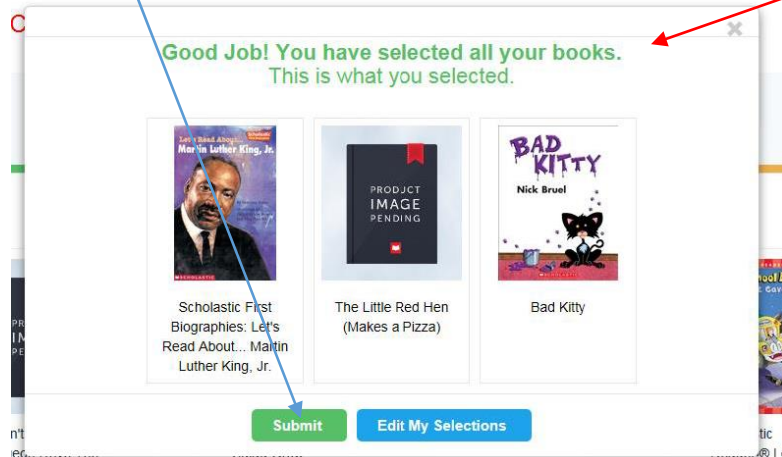 Good Job! You have selected all your books.
This is what you selected.
Let's Read About...
Martin Luther King, Jr.
SCHOLASTIC
PRODUCT
IMAGE
PENDING
BAD
KITTY
Nick Bruel
SCHOLASTIC
Scholastic First
Biographies: Let's
Read About... Martin
Luther King, Jr.
The Little Red Hen
(Makes a Pizza)
Bad Kitty
Submit
Edit My Selections